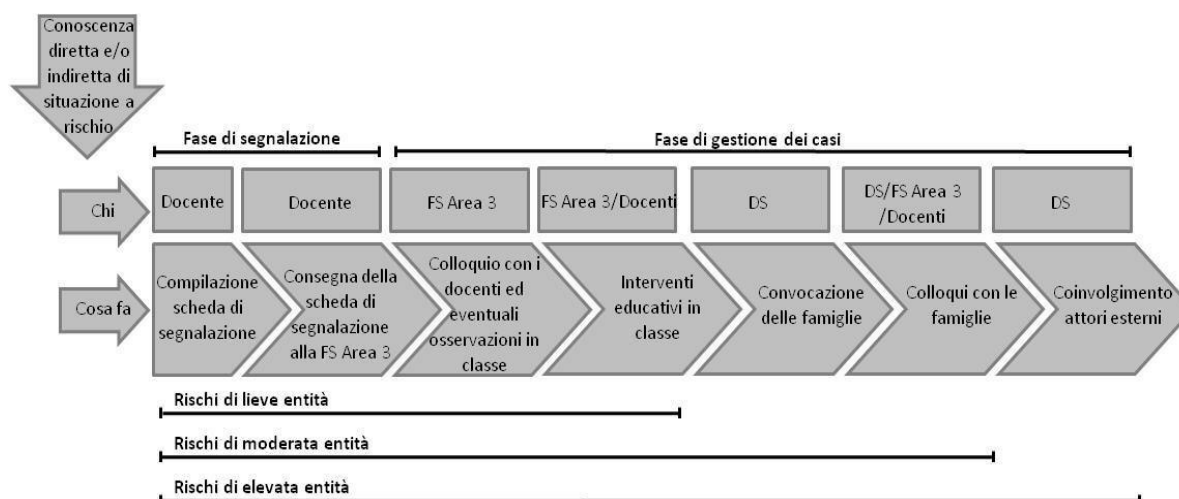 Conoscenza
diretta e/o
indiretta di
situazione a
rischio
Fase di segnalazione
Fase di gestione dei casi
Chi
Docente
Docente
FS Area 3
FS Area 3/Docenti
DS
DS/FS Area 3
/Docenti
DS
Cosa fa
Compilazione
scheda di
segnalazione
Consegna della
scheda di
segnalazione
alla FS Area 3
Colloquio con i
docenti ed
eventuali
osservazioni in
classe
Interventi
educativi in
classe
Convocazione
delle famiglie
Colloqui con le
famiglie
Coinvolgimento
attori esterni
Rischi di lieve entità
Rischi di moderata entità
Rischi di elevata entità